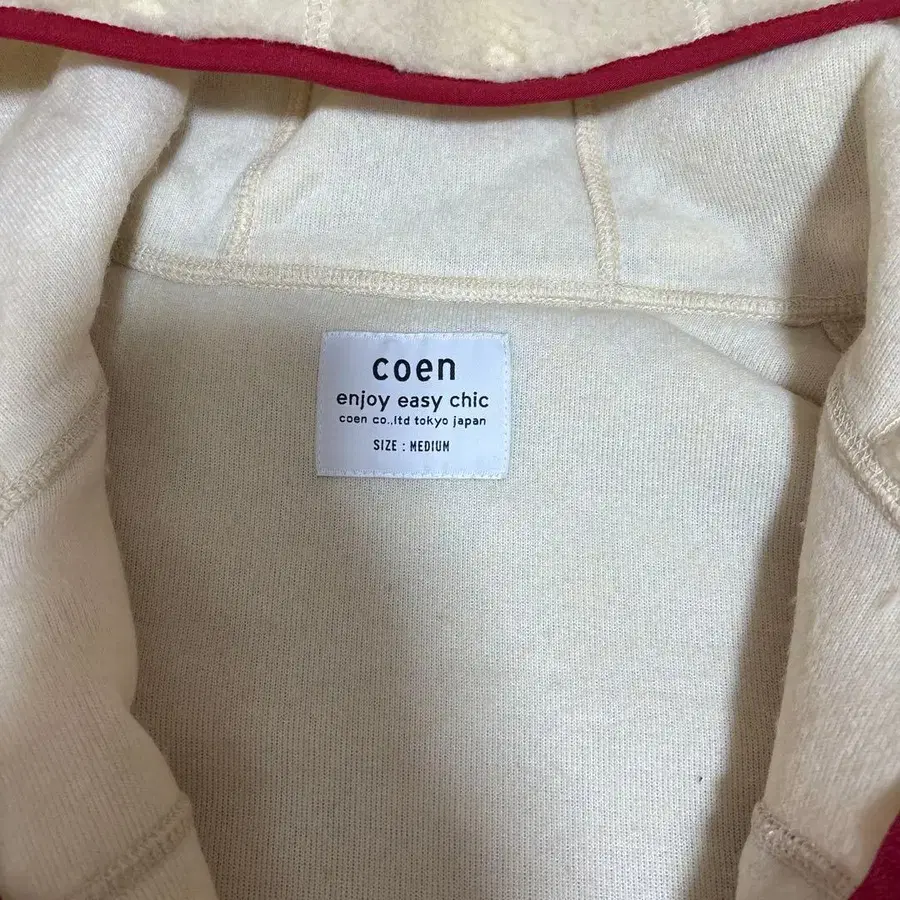 coen
enjoy easy chic
coen co.,ltd tokyo japan
SIZE : MEDIUM